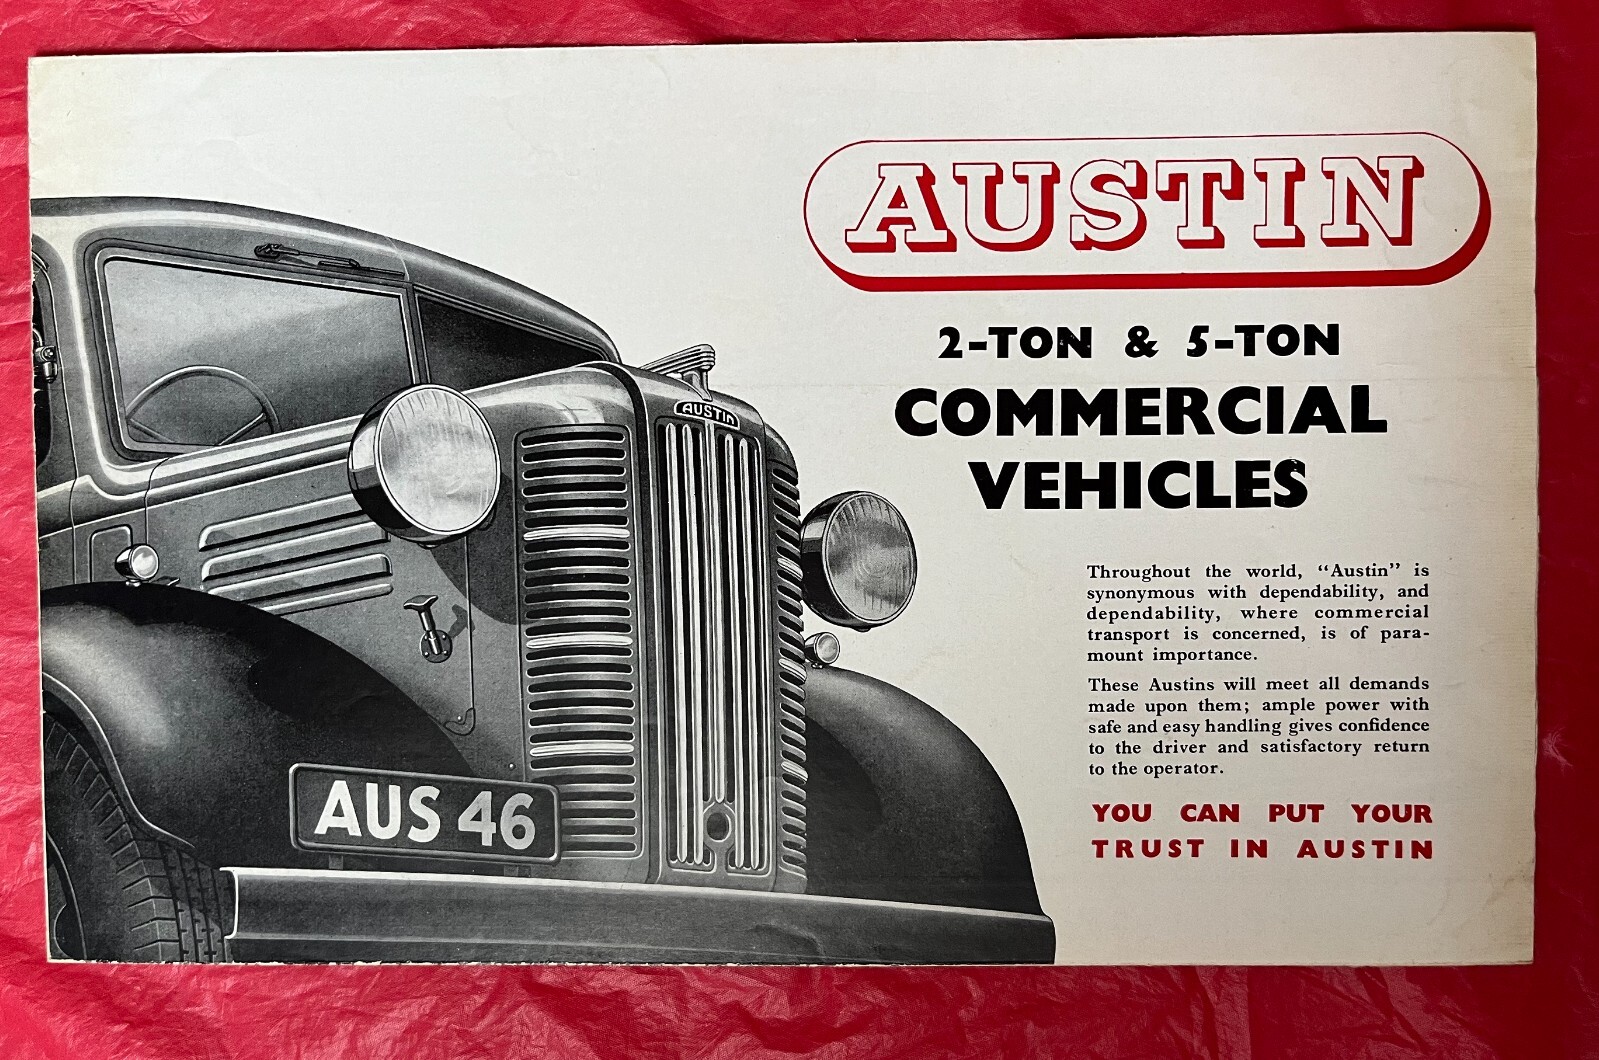 AUSTIN
2-TON & 5-TON
COMMERCIAL
VEHICLES
AUSTIN
Throughout the world, “Austin” is
synonymous with dependability, and
dependability, where commercial
transport is concerned, is of para-
mount importance.
These Austins will meet all demands
made upon them; ample power with
safe and easy handling gives confidence
to the driver and satisfactory return
to the operator.
YOU CAN PUT YOUR
TRUST IN AUSTIN
AUS 46